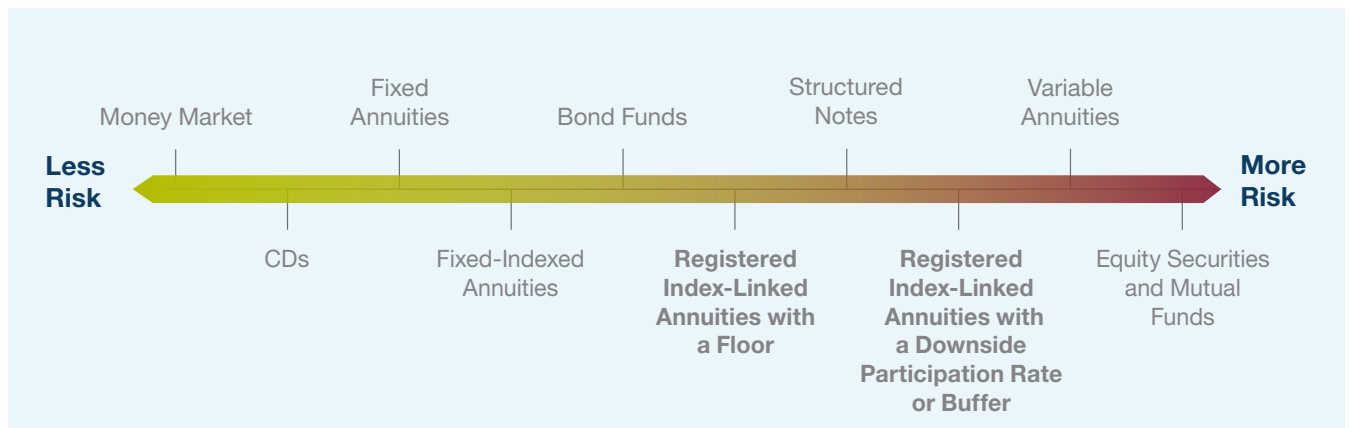 Less
Risk
Money Market
CDs
Fixed
Annuities
Fixed-Indexed
Annuities
Bond Funds
Registered
Index-Linked
Annuities with
a Floor
Structured
Notes
Registered
Index-Linked
Annuities with
a Downside
Participation Rate
or Buffer
Variable
Annuities
Equity Securities
and Mutual
Funds
More
Risk